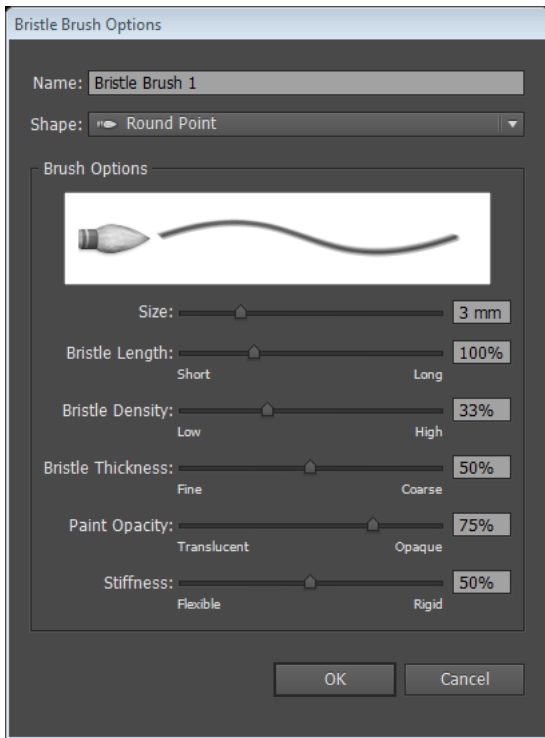 Bristle Brush Options
Name: Bristle Brush 1
Shape: Round Point
Brush Options
Size: 3 mm
Bristle Length: 100%
Short Long
Bristle Density: 33%
Low High
Bristle Thickness: 50%
Fine Coarse
Paint Opacity: 75%
Translucent Opaque
Stiffness: 50%
Flexible Rigid
OK Cancel